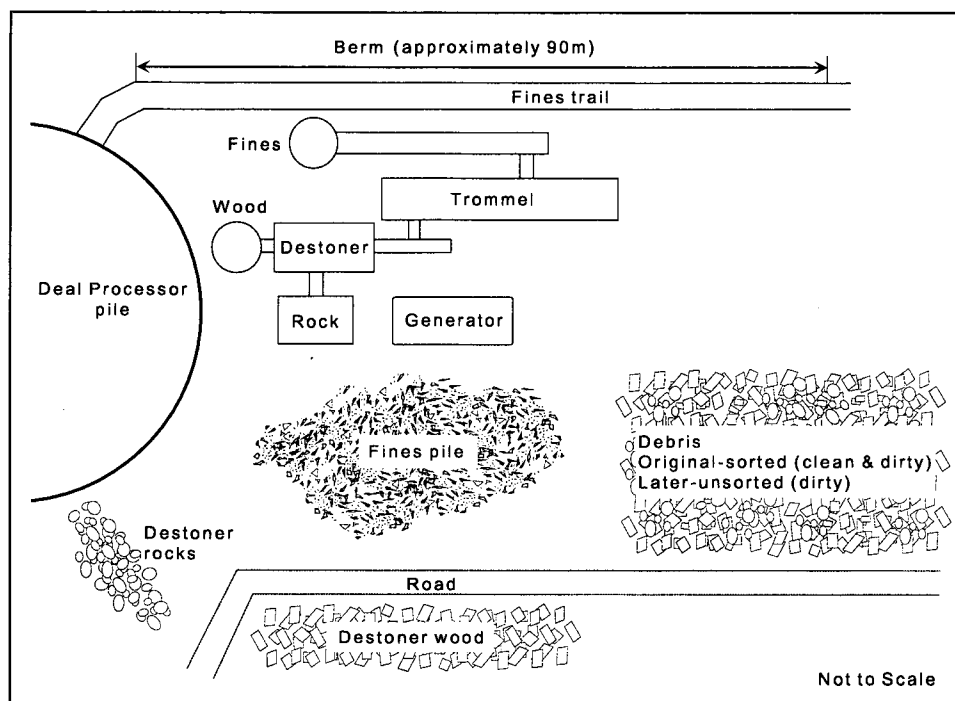 Berm (approximately 90m)
Fines trail
Fines
Trommel
Wood
Destoner
Deal Processor
pile
Rock
Generator
Fines pile
Debris
Original-sorted (clean & dirty)
Later-unsorted (dirty)
Destoner
rocks
Road
Destoner wood
Not to Scale